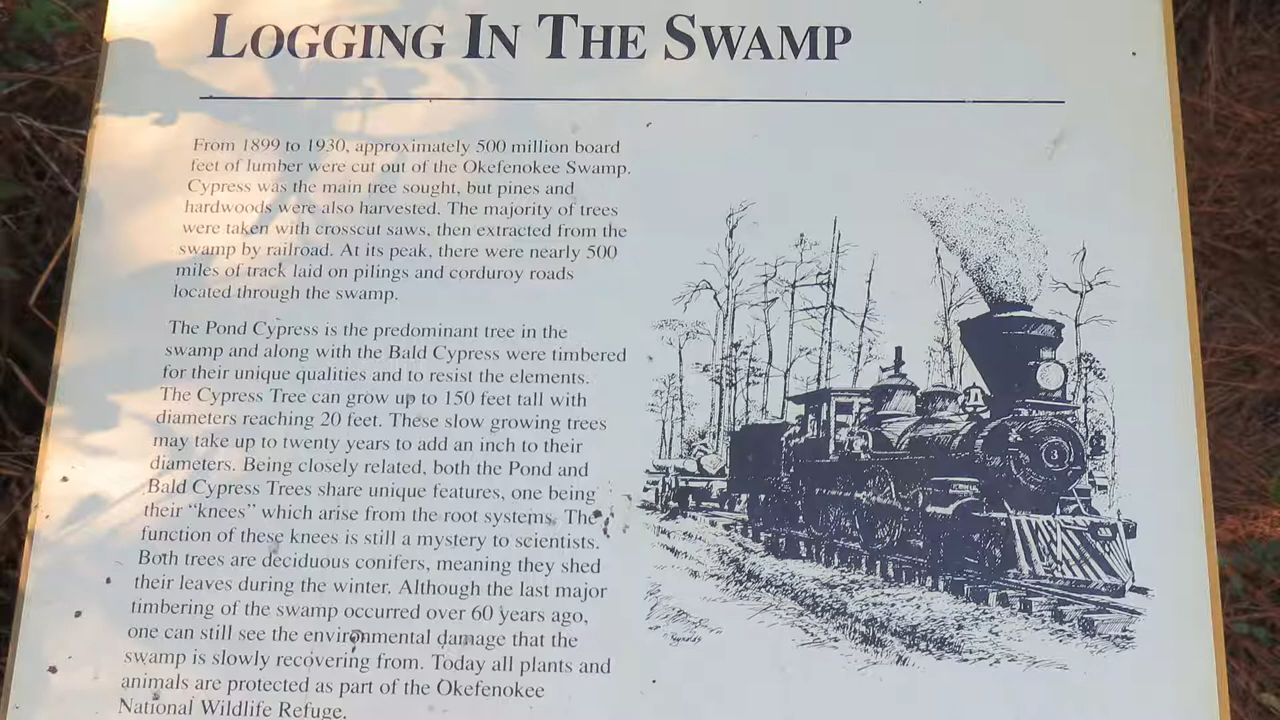 Logging In The Swamp
From 1899 to 1930, approximately 500 million board
feet of lumber were cut out of the Okefenokee Swamp.
Cypress was the main tree sought, but pines and
hardwoods were also harvested. The majority of trees
were taken with crosscut saws, then extracted from the
swamp by railroad. At its peak, there were nearly 500
miles of track laid on pilings and corduroy roads
located through the swamp.
The Pond Cypress is the predominant tree in the
swamp and along with the Bald Cypress were timbered
for their unique qualities and to resist the elements.
The Cypress Tree can grow up to 150 feet tall with
diameters reaching 20 feet. These slow growing trees
may take up to twenty years to add an inch to their
diameters. Being closely related, both the Pond and
Bald Cypress Trees share unique features, one being
their “knees” which arise from the root systems. The
function of these knees is still a mystery to scientists.
Both trees are deciduous conifers, meaning they shed
their leaves during the winter. Although the last major
timbering of the swamp occurred over 60 years ago,
one can still see the environmental damage that the
swamp is slowly recovering from. Today all plants and
animals are protected as part of the Okefenokee
National Wildlife Refuge.
3